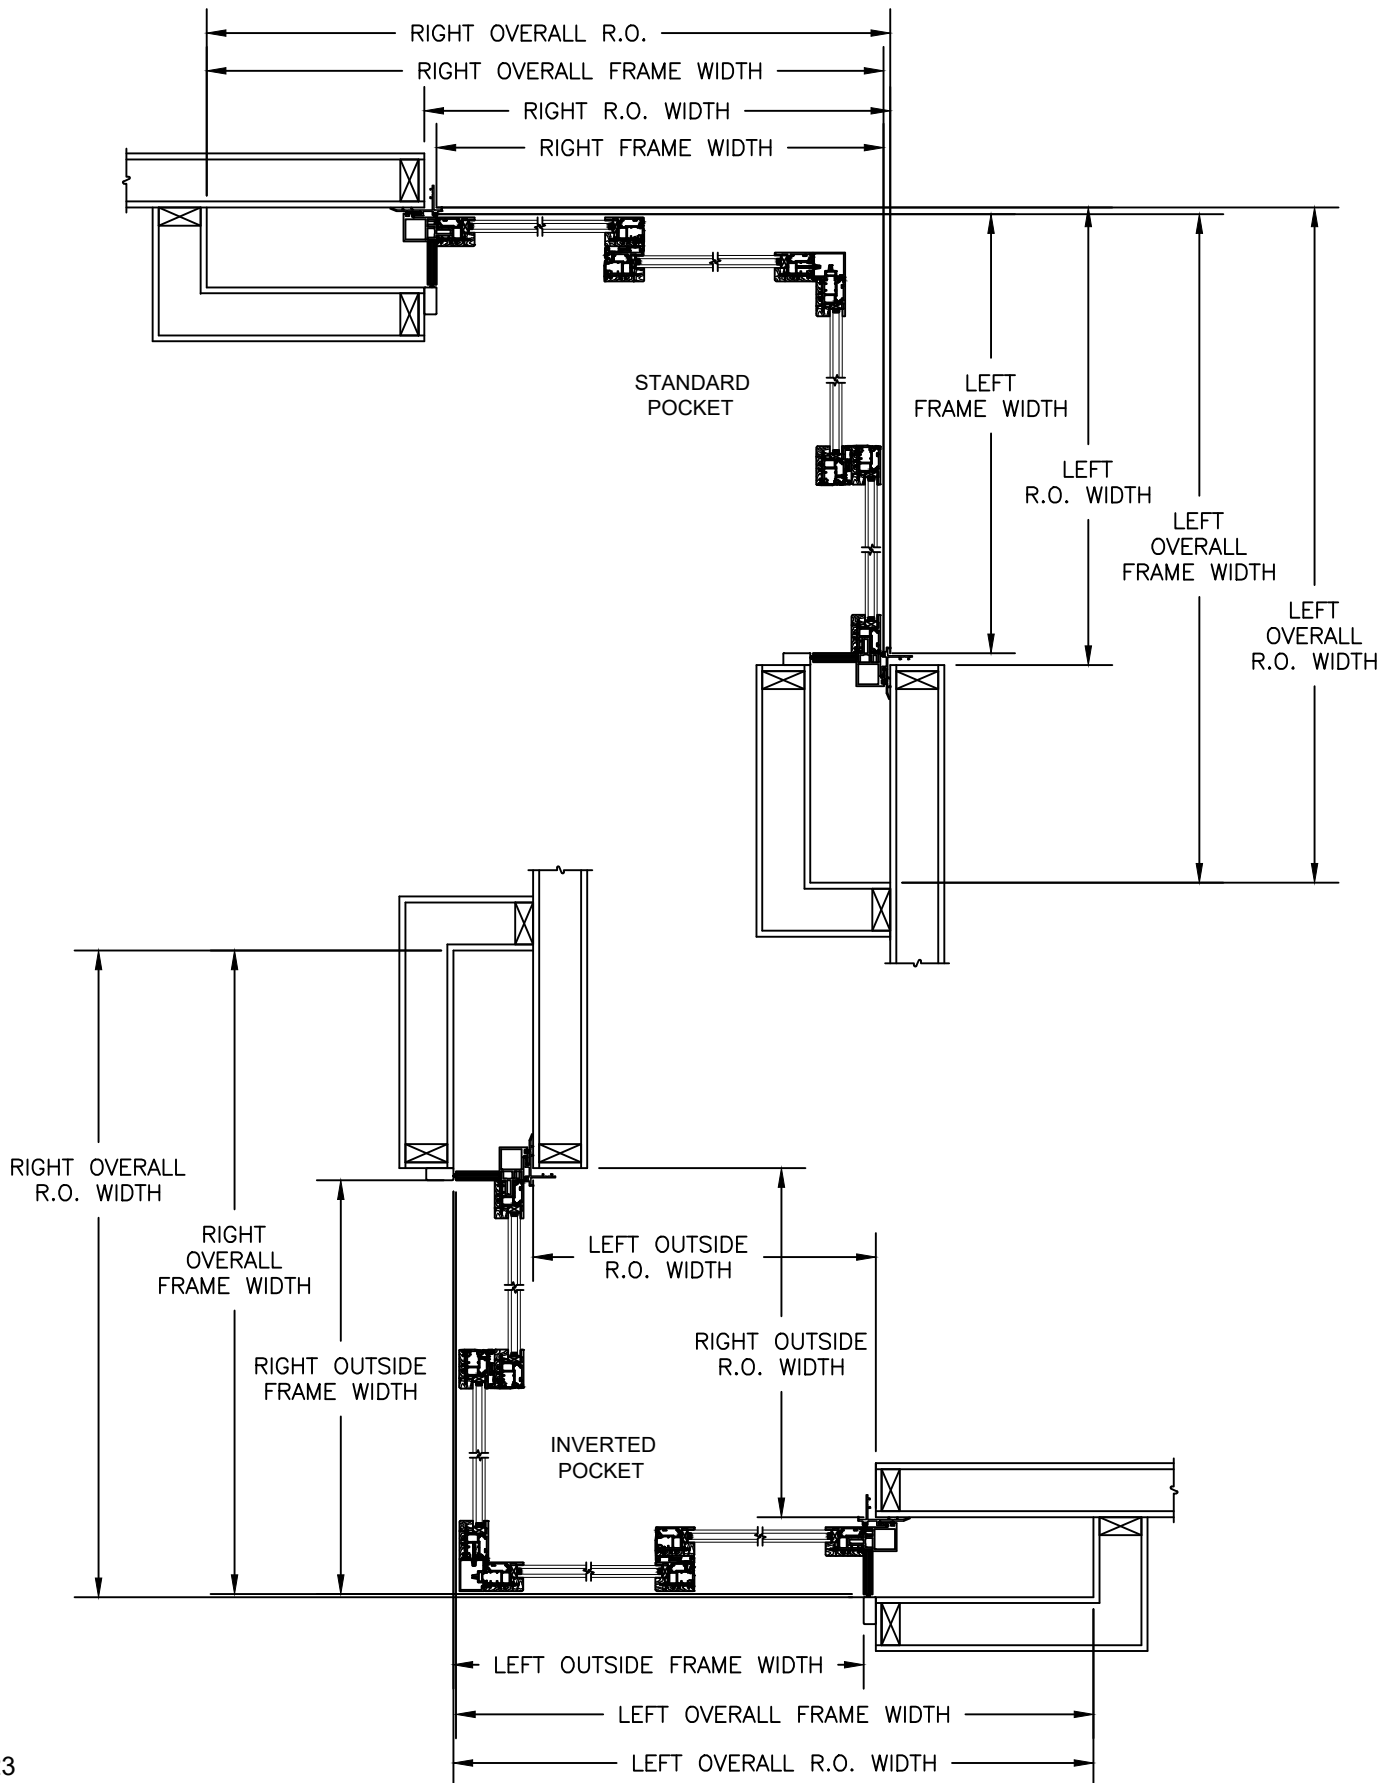 RIGHT OVERALL R.O.
RIGHT OVERALL FRAME WIDTH
RIGHT R.O. WIDTH
RIGHT FRAME WIDTH
STANDARD
POCKET
LEFT
FRAME WIDTH
LEFT
R.O. WIDTH
LEFT
OVERALL
FRAME WIDTH
LEFT
OVERALL
R.O. WIDTH
RIGHT OVERALL
R.O. WIDTH
RIGHT
OVERALL
FRAME WIDTH
LEFT OUTSIDE
R.O. WIDTH
RIGHT OUTSIDE
FRAME WIDTH
RIGHT OUTSIDE
R.O. WIDTH
INVERTED
POCKET
LEFT OUTSIDE FRAME WIDTH
LEFT OVERALL FRAME WIDTH
LEFT OVERALL R.O. WIDTH